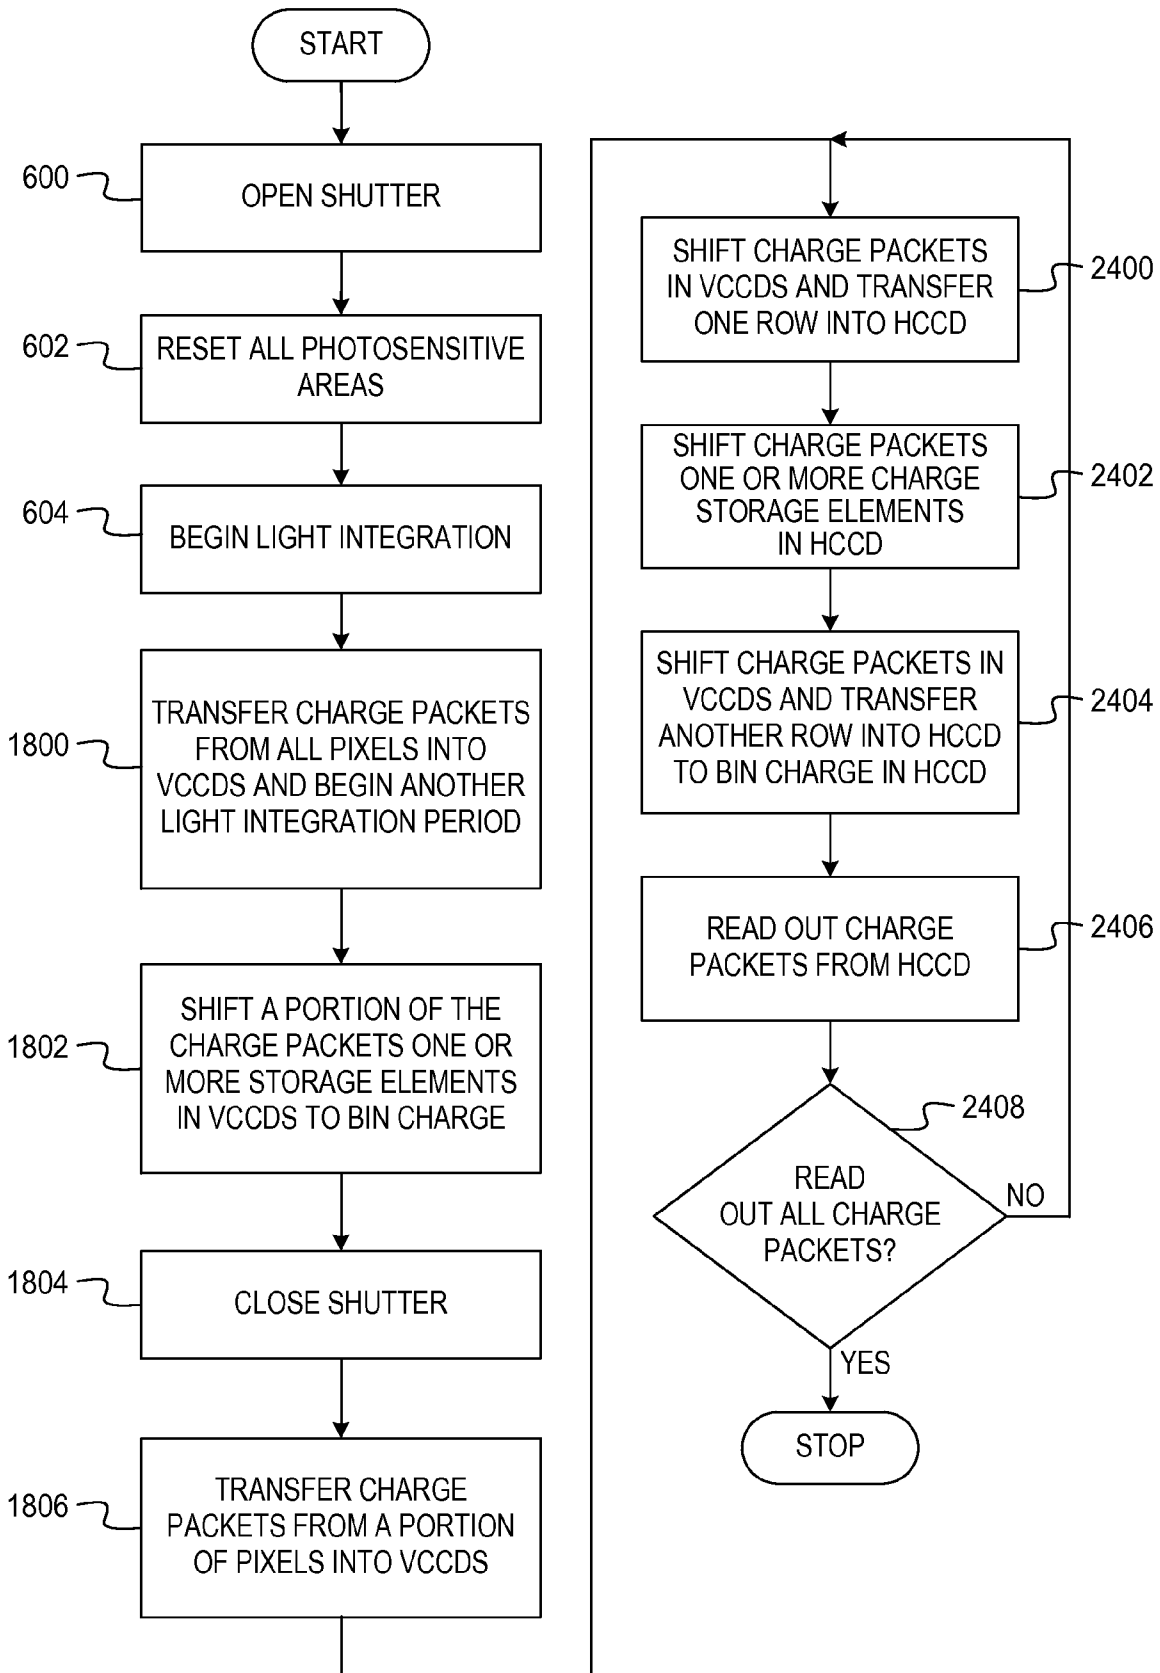 START
600
OPEN SHUTTER
602
RESET ALL PHOTOSENSITIVE
AREAS
604
BEGIN LIGHT INTEGRATION
1800
TRANSFER CHARGE PACKETS
FROM ALL PIXELS INTO
VCCDS AND BEGIN ANOTHER
LIGHT INTEGRATION PERIOD
1802
SHIFT A PORTION OF THE
CHARGE PACKETS ONE OR
MORE STORAGE ELEMENTS
IN VCCDS TO BIN CHARGE
1804
CLOSE SHUTTER
1806
TRANSFER CHARGE
PACKETS FROM A PORTION
OF PIXELS INTO VCCDS
SHIFT CHARGE PACKETS
IN VCCDS AND TRANSFER
ONE ROW INTO HCCD
2400
SHIFT CHARGE PACKETS
ONE OR MORE CHARGE
STORAGE ELEMENTS
IN HCCD
2402
SHIFT CHARGE PACKETS IN
VCCDS AND TRANSFER
ANOTHER ROW INTO HCCD
TO BIN CHARGE IN HCCD
2404
READ OUT CHARGE
PACKETS FROM HCCD
2406
2408
READ
OUT ALL CHARGE
PACKETS?
NO
YES
STOP